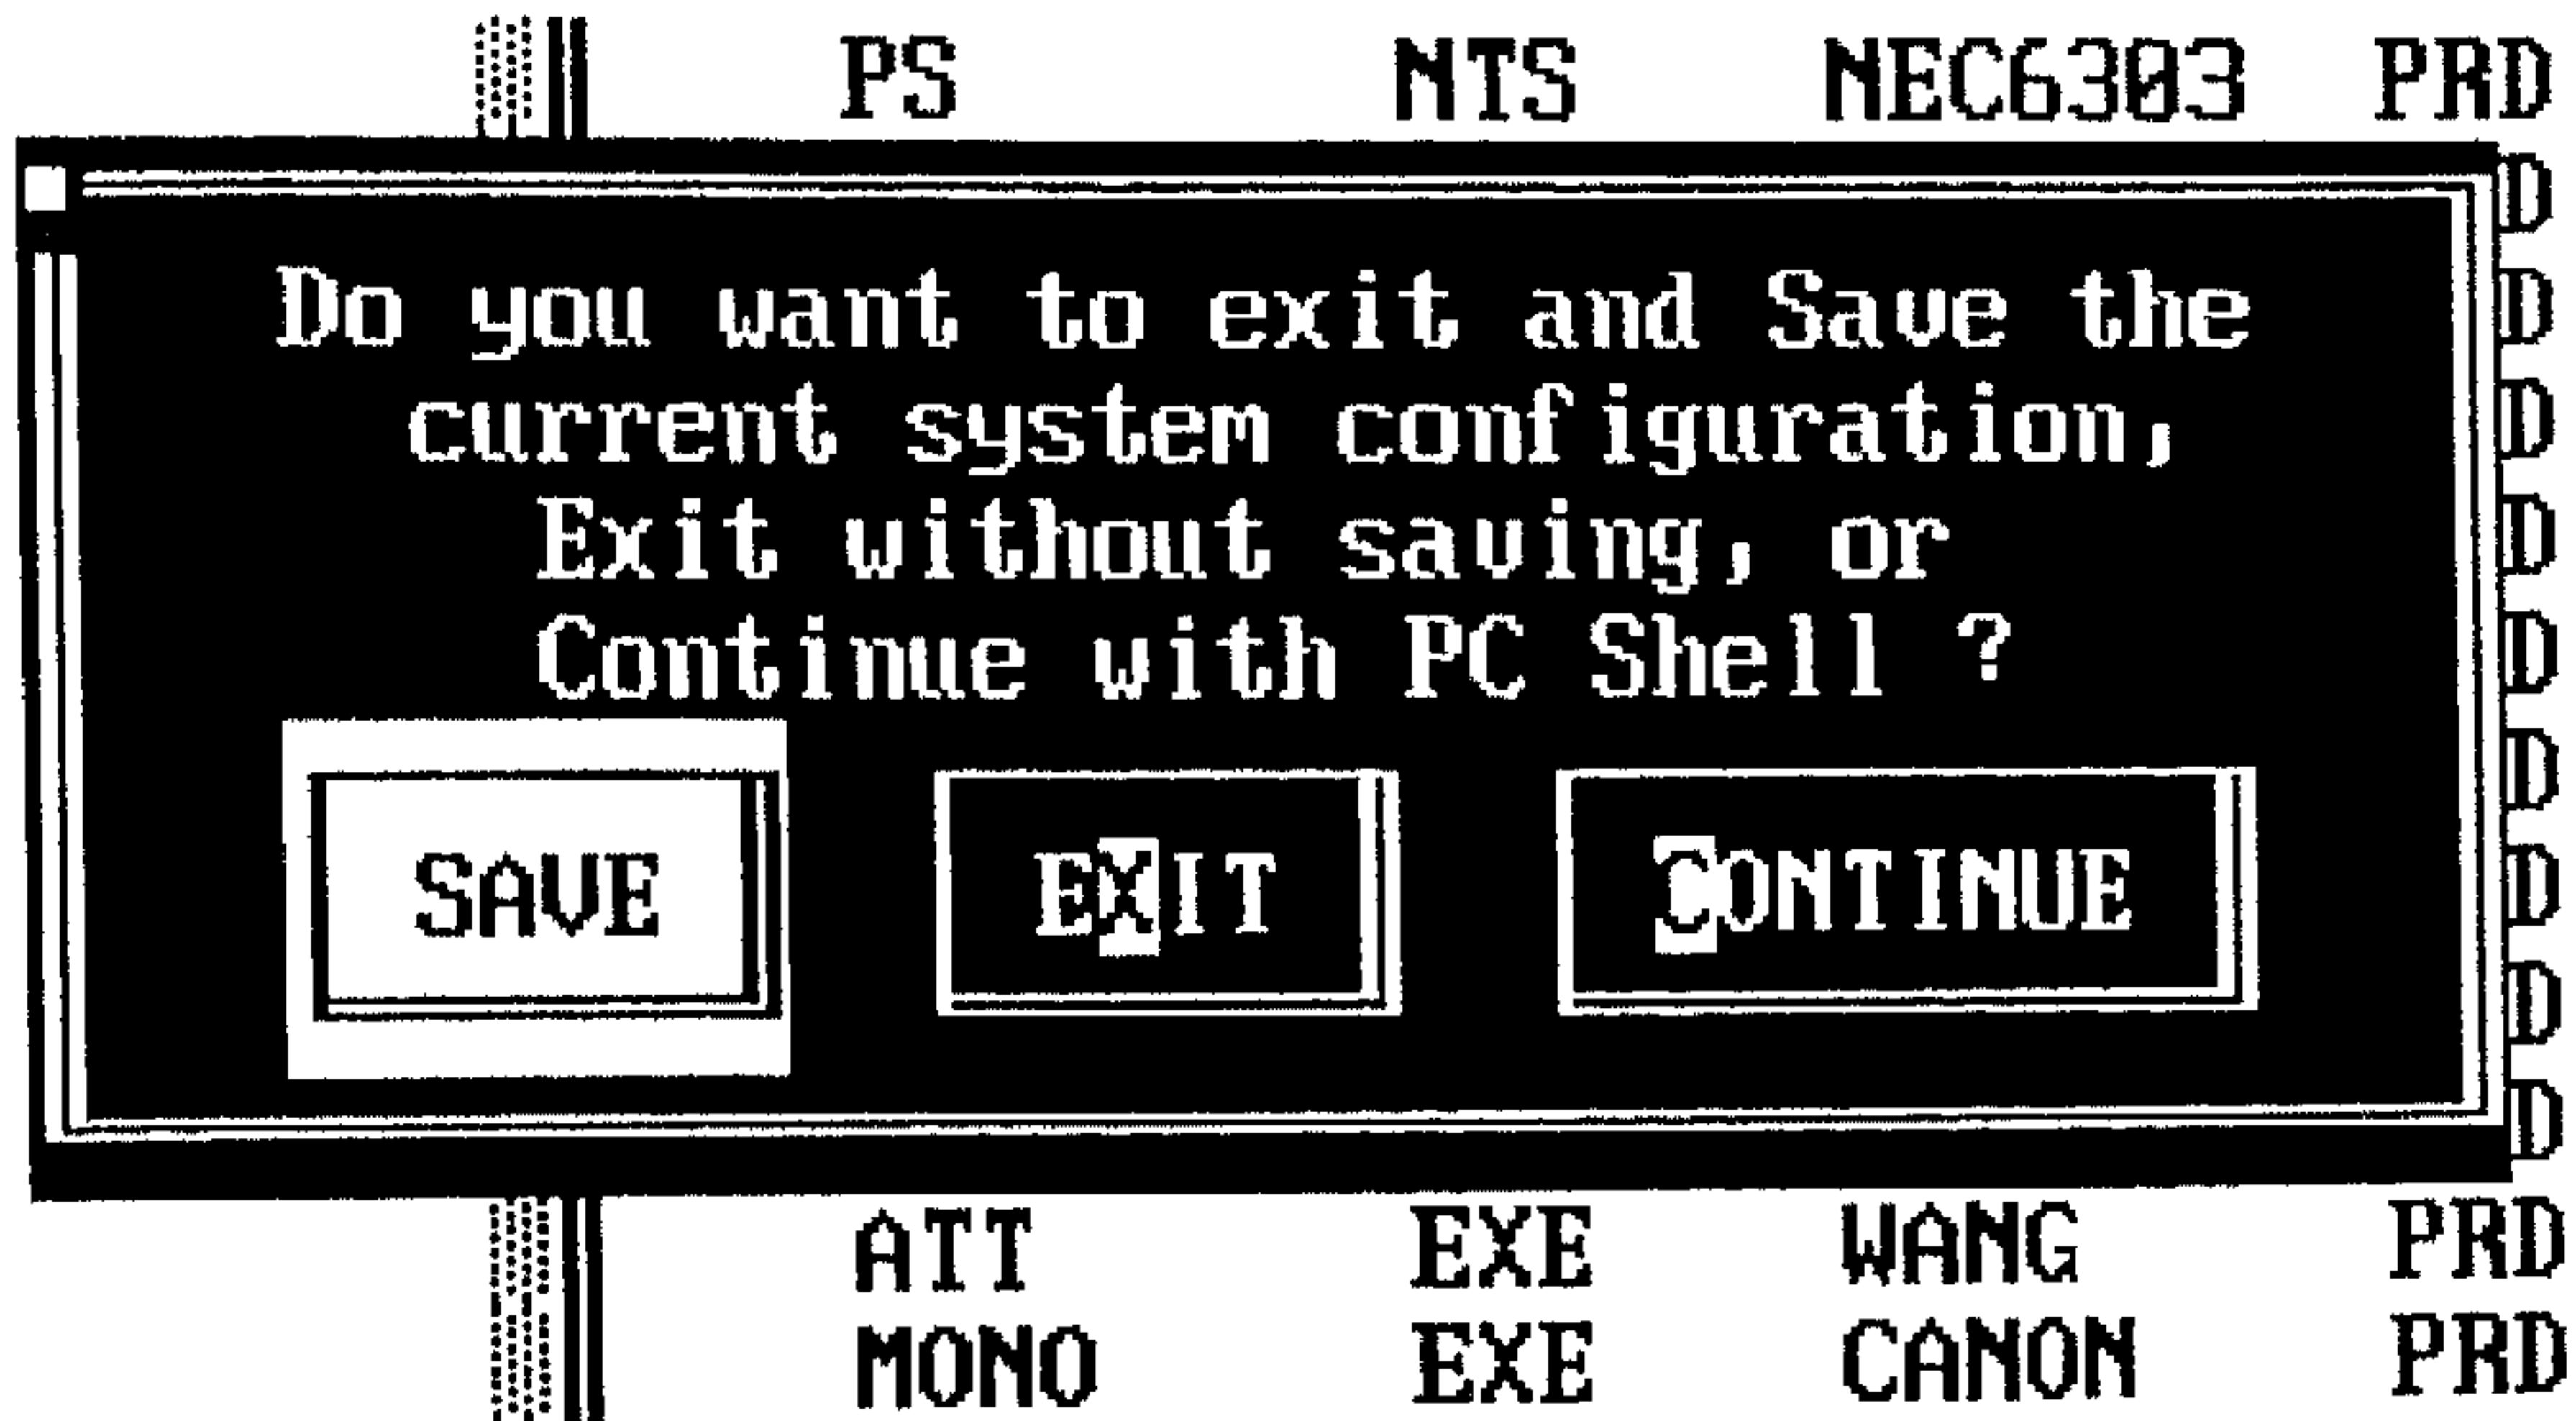 PS NTS NEC6303 PRD
D
Do you want to exit and Save the D
current system configuration, D
Exit without saving, or D
Continue with PC Shell ? D
D
SAVE EXIT CONTINUE D
D
D
ATT EXE WANG PRD
MONO EXE CANON PRD